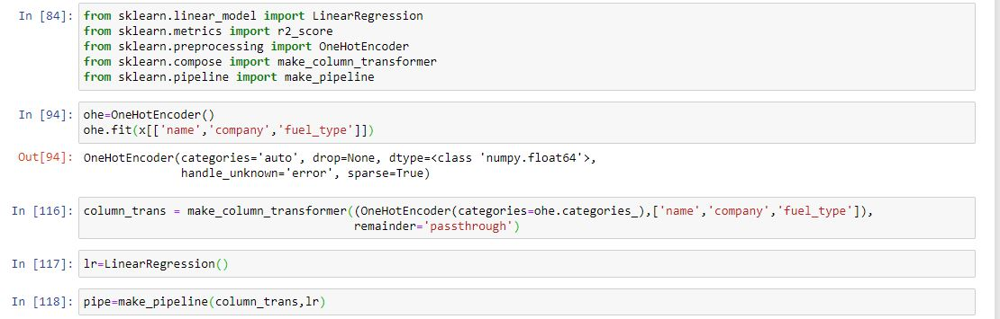 In [84]: from sklearn.linear_model import LinearRegression
from sklearn.metrics import r2_score
from sklearn.preprocessing import OneHotEncoder
from sklearn.compose import make_column_transformer
from sklearn.pipeline import make_pipeline
In [94]: ohe=OneHotEncoder()
ohe.fit(x[['name','company','fuel_type']])
Out[94]: OneHotEncoder(categories='auto', drop=None, dtype=<class 'numpy.float64'>,
handle_unknown='error', sparse=True)
In [116]: column_trans = make_column_transformer((OneHotEncoder(categories=ohe.categories_),['name','company','fuel_type']),
remainder='passthrough')
In [117]: lr=LinearRegression()
In [118]: pipe=make_pipeline(column_trans,lr)